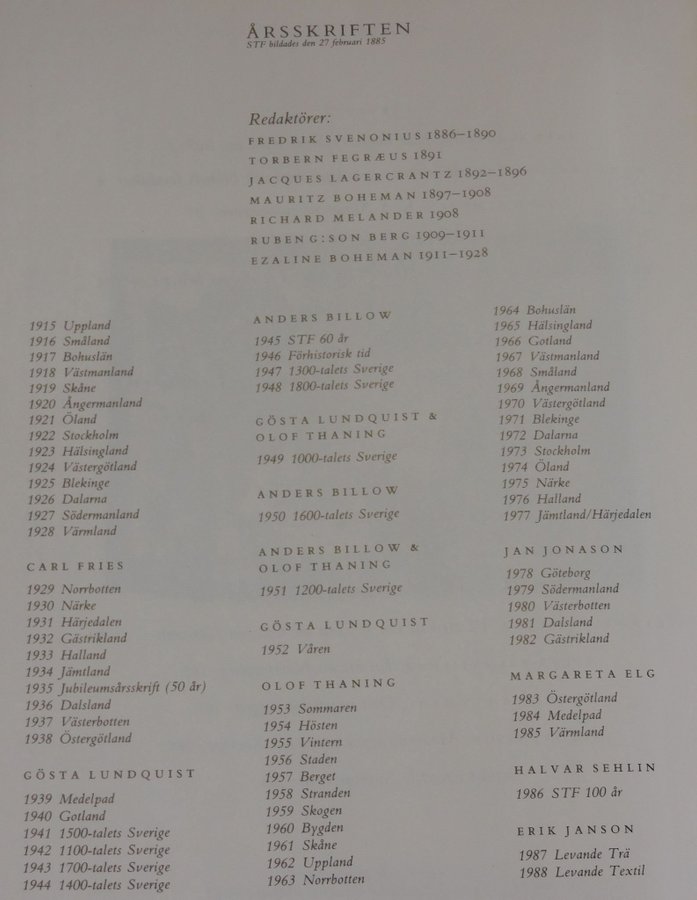 ÅRSSKRIFTEN
STF bildades den 27 februari 1885
Redaktörer:
FREDRIK SVENONIUS 1886–1890
TORBERN FEGRÆUS 1891
JACQUES LAGERCRANTZ 1892–1896
MAURITZ BOHEMAN 1897–1908
RICHARD MELANDER 1908
RUBEN G:SON BERG 1909–1911
EZALINE BOHEMAN 1911–1928
1915 Uppland
1916 Småland
1917 Bohuslän
1918 Västmanland
1919 Skåne
1920 Ångermanland
1921 Öland
1922 Stockholm
1923 Hälsingland
1924 Västergötland
1925 Blekinge
1926 Dalarna
1927 Södermanland
1928 Värmland
CARL FRIES
1929 Norrbotten
1930 Närke
1931 Härjedalen
1932 Gästrikland
1933 Halland
1934 Jämtland
1935 Jubileumsårsskrift (50 år)
1936 Dalsland
1937 Västerbotten
1938 Östergötland
GÖSTA LUNDQUIST
1939 Medelpad
1940 Gotland
1941 1500-talets Sverige
1942 1100-talets Sverige
1943 1700-talets Sverige
1944 1400-talets Sverige
ANDERS BILLOW
1945 STF 60 år
1946 Förhistorisk tid
1947 1300-talets Sverige
1948 1800-talets Sverige
GÖSTA LUNDQUIST &
OLOF THANING
1949 1000-talets Sverige
ANDERS BILLOW
1950 1600-talets Sverige
ANDERS BILLOW &
OLOF THANING
1951 1200-talets Sverige
GÖSTA LUNDQUIST
1952 Våren
OLOF THANING
1953 Sommaren
1954 Hösten
1955 Vintern
1956 Staden
1957 Berget
1958 Stranden
1959 Skogen
1960 Bygden
1961 Skåne
1962 Uppland
1963 Norrbotten
1964 Bohuslän
1965 Hälsingland
1966 Gotland
1967 Västmanland
1968 Småland
1969 Ångermanland
1970 Västergötland
1971 Blekinge
1972 Dalarna
1973 Stockholm
1974 Öland
1975 Närke
1976 Halland
1977 Jämtland/Härjedalen
JAN JONASON
1978 Göteborg
1979 Södermanland
1980 Västerbotten
1981 Dalsland
1982 Gästrikland
MARGARETA ELG
1983 Östergötland
1984 Medelpad
1985 Värmland
HALVAR SEHLIN
1986 STF 100 år
ERIK JANSON
1987 Levande Trä
1988 Levande Textil